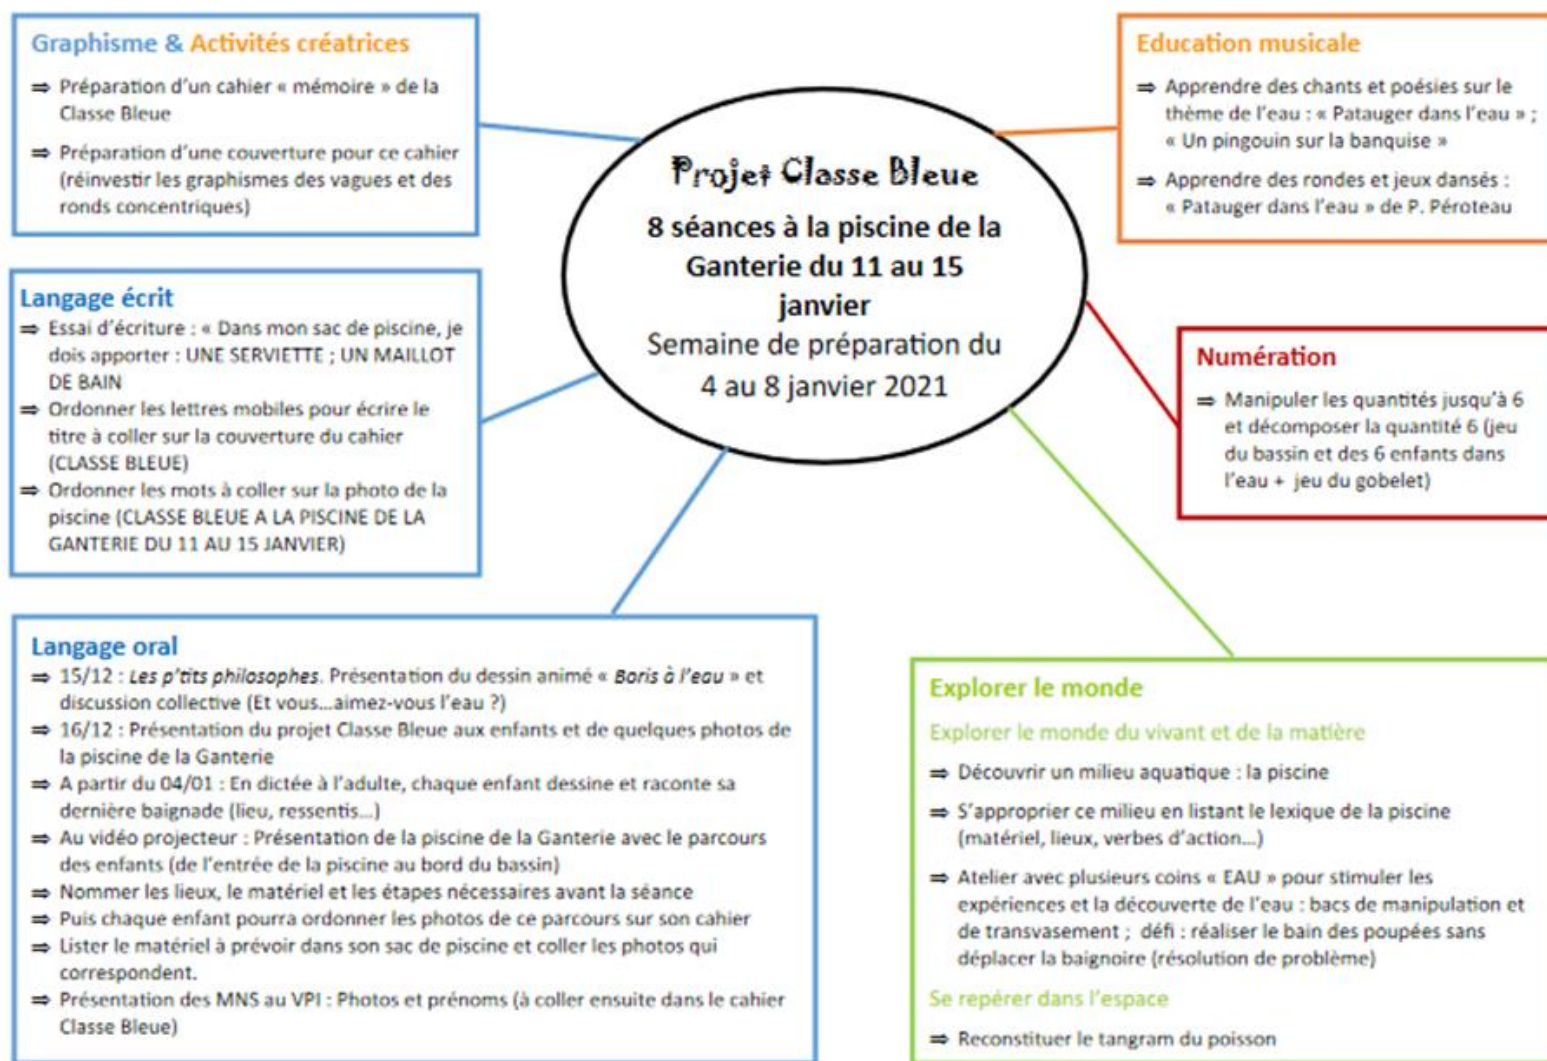 Graphisme & Activités créatrices
⇒ Préparation d'un cahier « mémoire » de la
Classe Bleue
⇒ Préparation d'une couverture pour ce cahier
(réinvestir les graphismes des vagues et des
ronds concentriques)
Projet Classe Bleue
8 séances à la piscine de la
Ganterie du 11 au 15
janvier
Semaine de préparation du
4 au 8 janvier 2021
Education musicale
⇒ Apprendre des chants et poésies sur le
thème de l'eau : « Patauger dans l'eau » ;
« Un pingouin sur la banquise »
⇒ Apprendre des rondes et jeux dansés :
« Patauger dans l'eau » de P. Péroteau
Langage écrit
⇒ Essai d'écriture : « Dans mon sac de piscine, je
dois apporter : UNE SERVIETTE ; UN MAILLOT
DE BAIN
⇒ Ordonner les lettres mobiles pour écrire le
titre à coller sur la couverture du cahier
(CLASSE BLEUE)
⇒ Ordonner les mots à coller sur la photo de la
piscine (CLASSE BLEUE A LA PISCINE DE LA
GANTERIE DU 11 AU 15 JANVIER)
Numération
⇒ Manipuler les quantités jusqu'à 6
et décomposer la quantité 6 (jeu
du bassin et des 6 enfants dans
l'eau + jeu du gobelet)
Langage oral
⇒ 15/12 : Les p'tits philosophes. Présentation du dessin animé « Boris à l'eau » et
discussion collective (Et vous...aimez-vous l'eau ?)
⇒ 16/12 : Présentation du projet Classe Bleue aux enfants et de quelques photos de
la piscine de la Ganterie
⇒ A partir du 04/01 : En dictée à l'adulte, chaque enfant dessine et raconte sa
dernière baignade (lieu, ressentis...)
⇒ Au vidéo projecteur : Présentation de la piscine de la Ganterie avec le parcours
des enfants (de l'entrée de la piscine au bord du bassin)
⇒ Nommer les lieux, le matériel et les étapes nécessaires avant la séance
⇒ Puis chaque enfant pourra ordonner les photos de ce parcours sur son cahier
⇒ Lister le matériel à prévoir dans son sac de piscine et coller les photos qui
correspondent.
⇒ Présentation des MNS au VPI : Photos et prénoms (à coller ensuite dans le cahier
Classe Bleue)
Explorer le monde
Explorer le monde du vivant et de la matière
⇒ Découvrir un milieu aquatique : la piscine
⇒ S'approprier ce milieu en listant le lexique de la piscine
(matériel, lieux, verbes d'action...)
⇒ Atelier avec plusieurs coins « EAU » pour stimuler les
expériences et la découverte de l'eau : bacs de manipulation et
de transvasement ; défi : réaliser le bain des poupées sans
déplacer la baignoire (résolution de problème)
Se repérer dans l'espace
⇒ Reconstituer le tangram du poisson